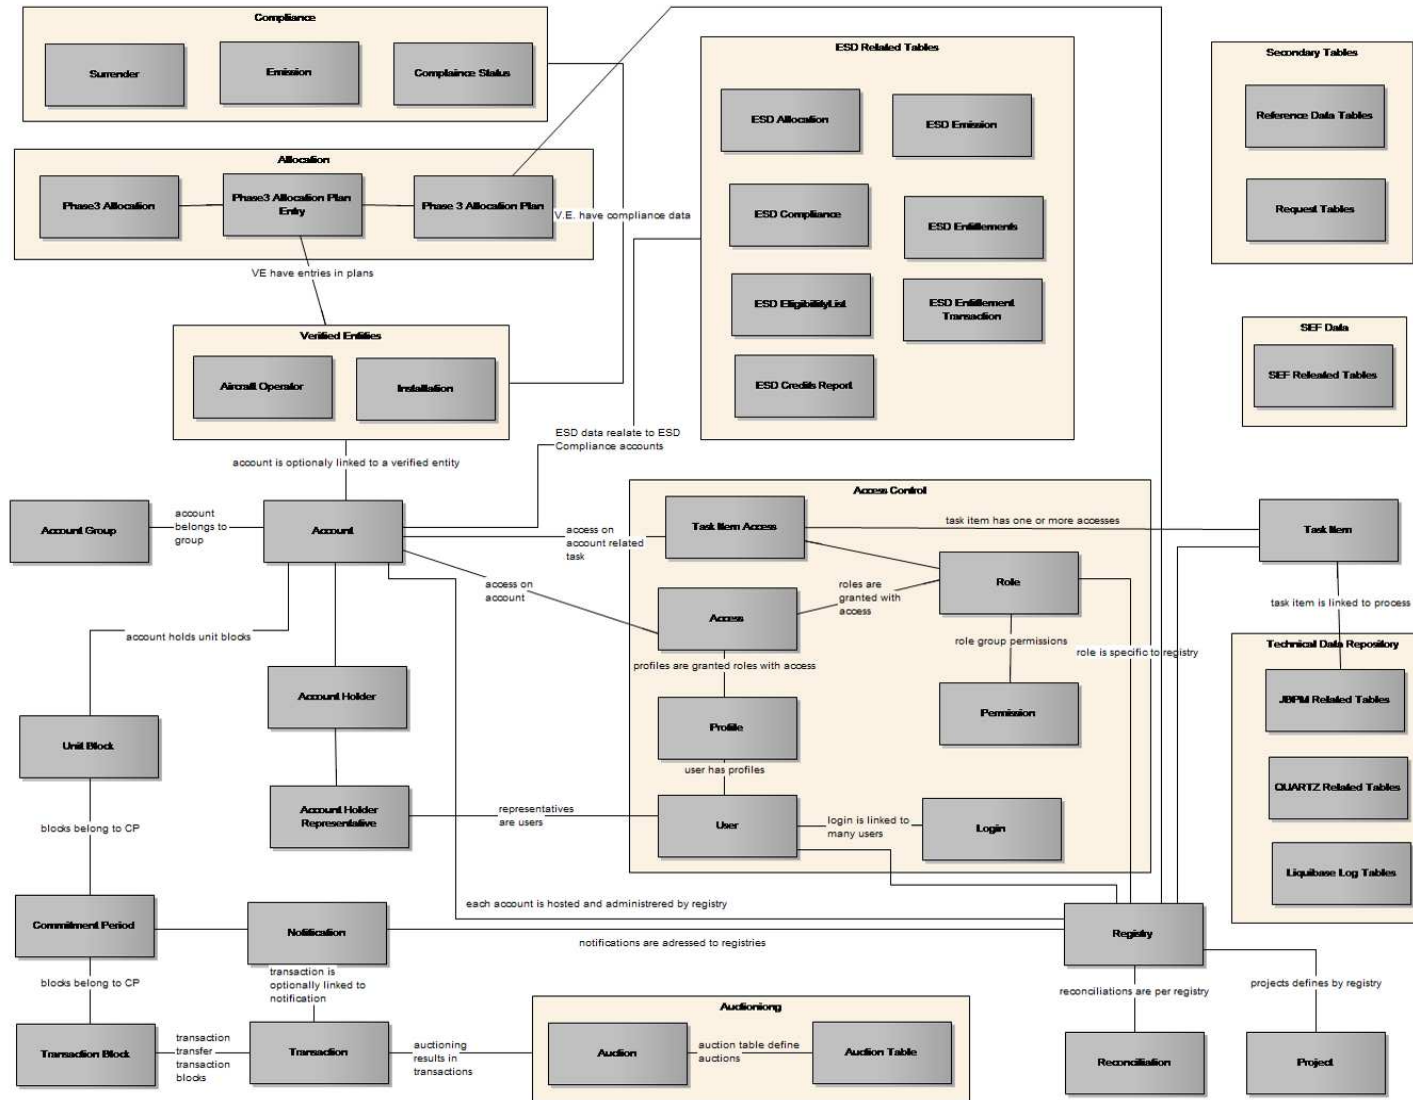 Compliance
Surrender
Emission
Complaince Status
Allocation
Phase3 Allocation
Phase3 Allocation Plan
Entry
Phase 3 Allocation Plan
V.E. have compliance data
VE have entries in plans
Verified Entities
Aircraft Operator
Installation
ESD Related Tables
ESD Allocation
ESD Emission
ESD Compliance
ESD Entitlements
ESD EligibilityList
ESD Entitlement
Transaction
ESD Credits Report
Secondary Tables
Reference Data Tables
Request Tables
SEF Data
SEF Releated Tables
ESD data realate to ESD
Compliance accounts
account is optionaly linked to a verified entity
Account Group
account
belongs to
group
Account
access on
account related
task
access on
account
Access Control
Task Item Access
task item has one or more accesses
Task Item
Role
roles are
granted with
access
Access
role group permissions
role is specific to registry
task item is linked to process
account holds unit blocks
profiles are granted roles with access
Technical Data Repository
Account Holder
Profile
Permission
JBPM Related Tables
Unit Block
user has profiles
QUARTZ Related Tables
Account Holder
Representative
representatives
are users
User
login is linked to
many users
Login
blocks belong to CP
Liquibase Log Tables
each account is hosted and administrered by registry
Commitment Period
Notification
notifications are adressed to registries
Registry
blocks belong to CP
transaction is
optionally linked to
notification
reconciliations are per registry
projects defines by registry
Auctioniong
Transaction Block
transaction
transfer
transaction
blocks
Transaction
auctioning
results in
transactions
Auction
auction table define
auctions
Auction Table
Reconciliation
Project